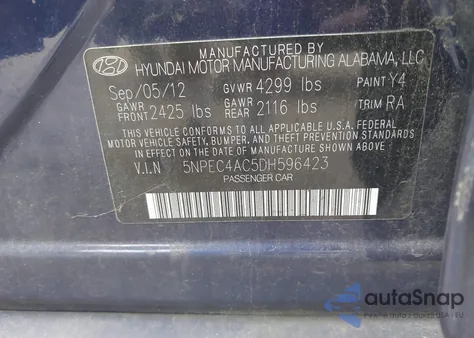 MANUFACTURED BY
HYUNDAI MOTOR MANUFACTURING ALABAMA, LLC
Sep/05/12 GVWR 4299 lbs PAINT Y4
GAWR FRONT 2425 lbs GAWR REAR 2116 lbs TRIM RA
THIS VEHICLE CONFORMS TO ALL APPLICABLE U.S.A. FEDERAL
MOTOR VEHICLE SAFETY, BUMPER, AND THEFT PREVENTION STANDARDS
IN EFFECT ON THE DATE OF MANUFACTURE SHOWN ABOVE.
V.I.N 5NPEC4AC5DH596423
PASSENGER CAR
autoSnap